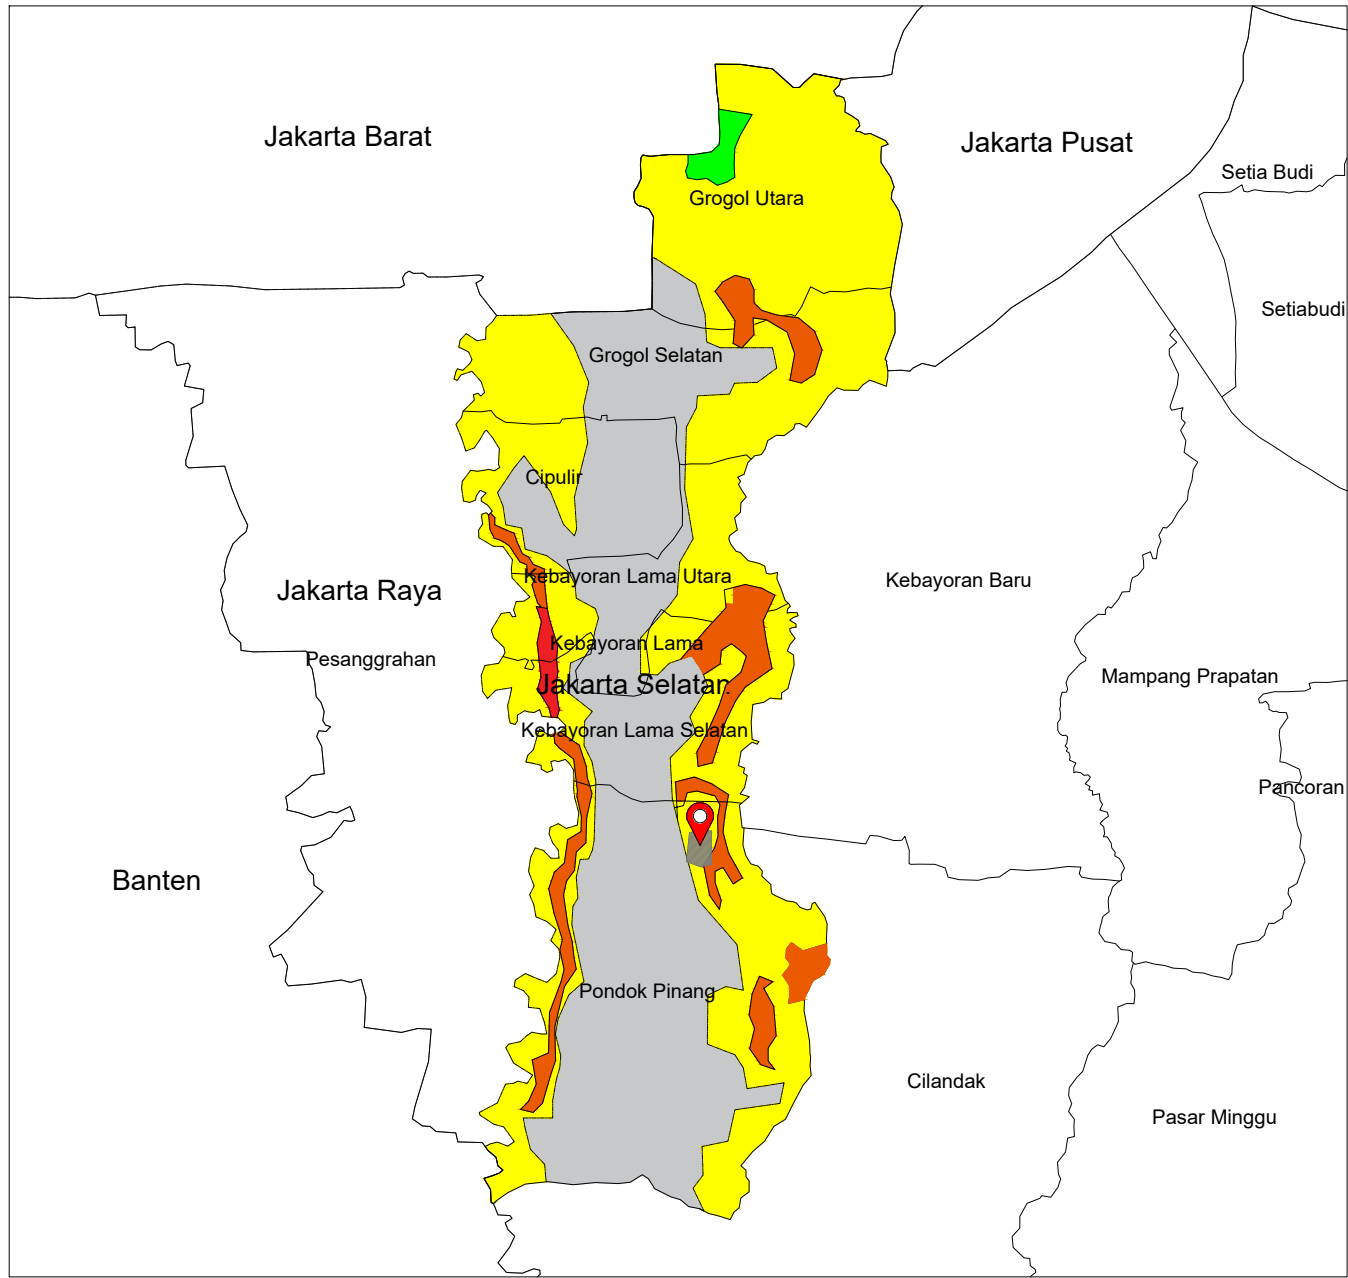 Jakarta Barat
Jakarta Pusat
Setia Budi
Grogol Utara
Setiabudi
Grogol Selatan
Cipulir
Kebayoran Lama Utara
Kebayoran Baru
Jakarta Raya
Kebayoran Lama
Pesanggrahan
Mampang Prapatan
Jakarta Selatan
Kebayoran Lama Selatan
Pancoran
Banten
Pondok Pinang
Cilandak
Pasar Minggu